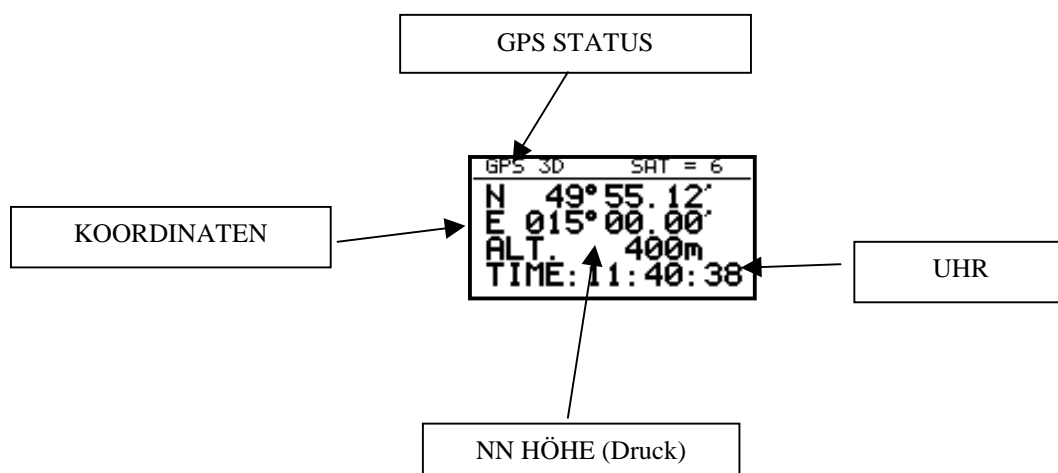 GPS STATUS
GPS 3D SAT = 6
N 49°55.12'
E 015°00.00'
ALT. 400m
TIME:11:40:38
KOORDINATEN
UHR
NN HÖHE (Druck)